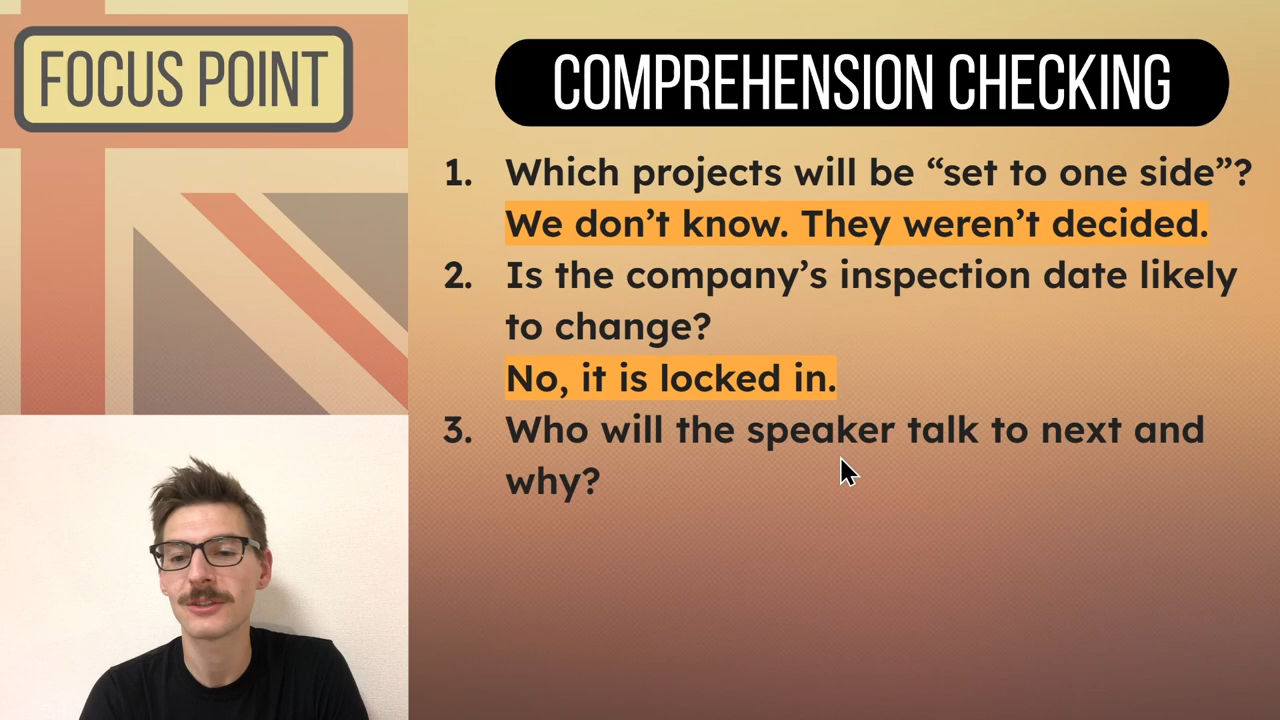 FOCUS POINT
COMPREHENSION CHECKING
1. Which projects will be “set to one side”?
We don’t know. They weren’t decided.
2. Is the company’s inspection date likely
to change?
No, it is locked in.
3. Who will the speaker talk to next and
why?